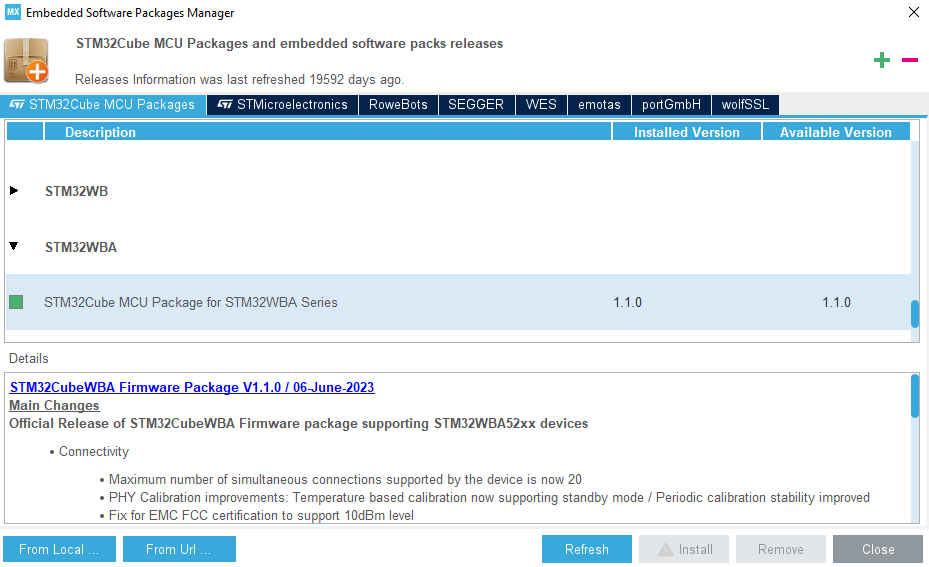 MX Embedded Software Packages Manager
STM32Cube MCU Packages and embedded software packs releases
Releases Information was last refreshed 19592 days ago.
STM32Cube MCU Packages STMicroelectronics RoweBots SEGGER WES emotas portGmbH wolfSSL
Description Installed Version Available Version
STM32WB
STM32WBA
STM32Cube MCU Package for STM32WBA Series 1.1.0 1.1.0
Details
STM32CubeWBA Firmware Package V1.1.0 / 06-June-2023
Main Changes
Official Release of STM32CubeWBA Firmware package supporting STM32WBA52xx devices
• Connectivity
• Maximum number of simultaneous connections supported by the device is now 20
• PHY Calibration improvements: Temperature based calibration now supporting standby mode / Periodic calibration stability improved
• Fix for EMC FCC certification to support 10dBm level
From Local ... From Url ... Refresh Install Remove Close